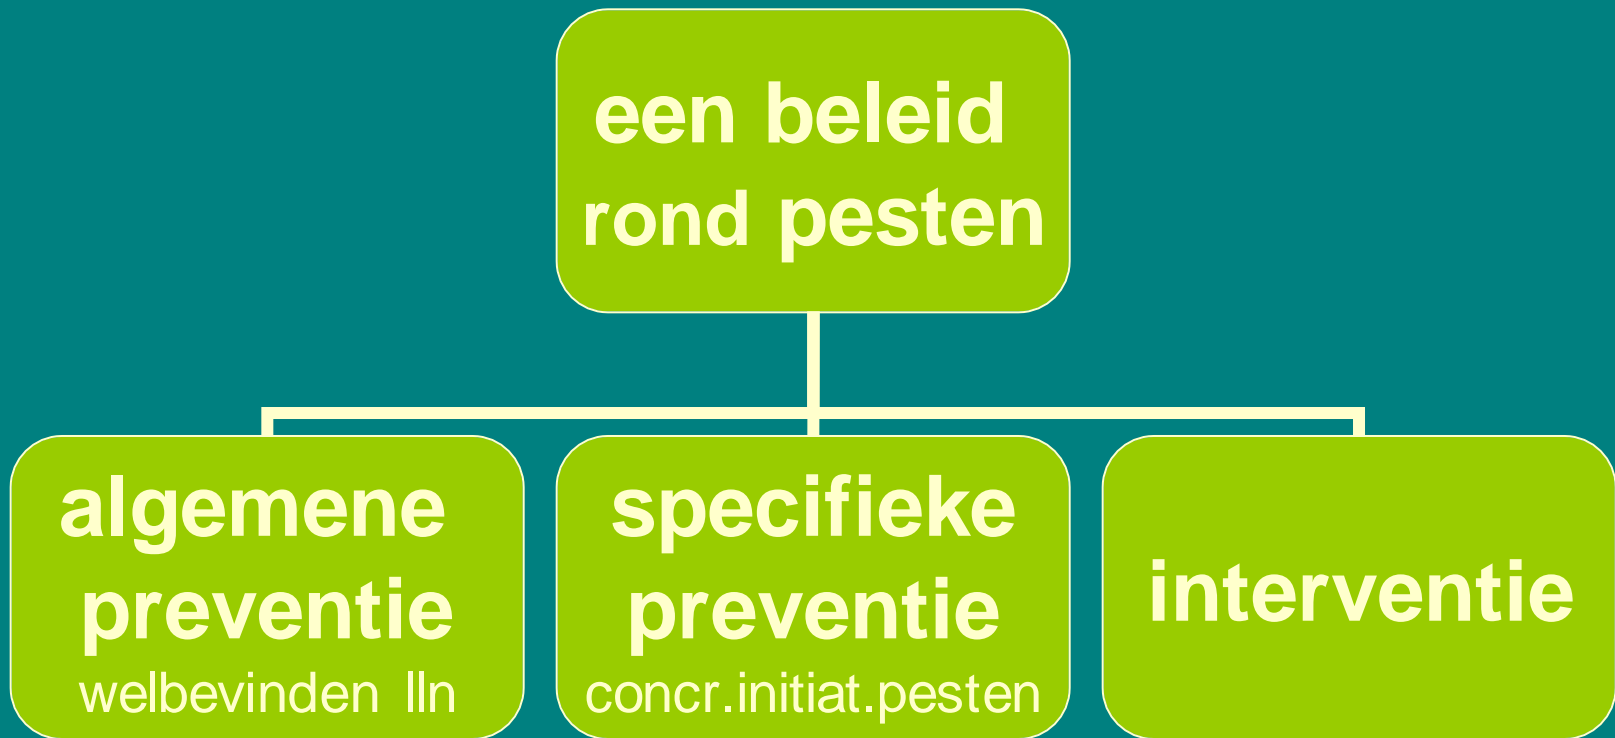 een beleid
rond pesten
algemene
preventie
welbevinden lln
specifieke
preventie
concr.initiat.pesten
interventie